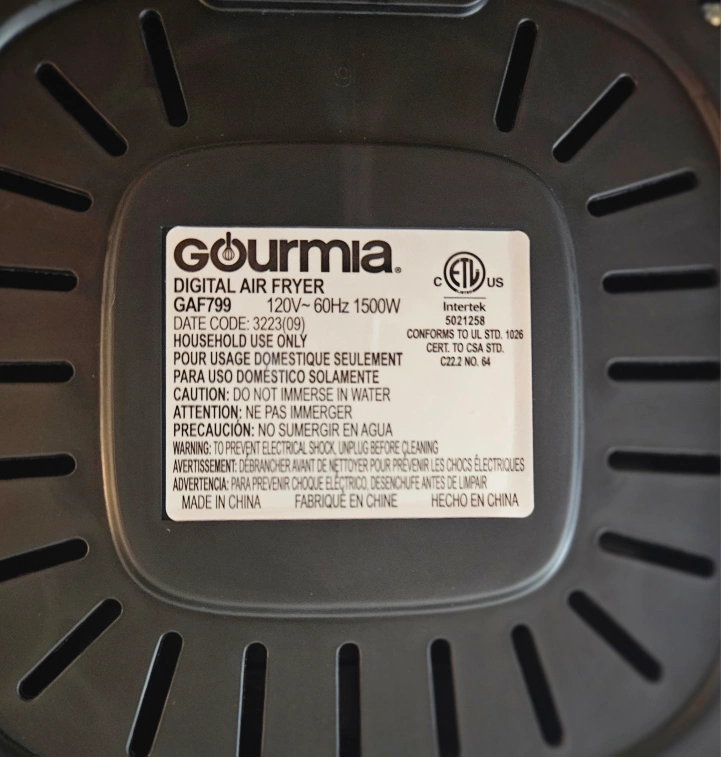 GOURMIA®
DIGITAL AIR FRYER
GAF799 120V~ 60Hz 1500W
DATE CODE: 3223(09)
HOUSEHOLD USE ONLY
POUR USAGE DOMESTIQUE SEULEMENT
PARA USO DOMÉSTICO SOLAMENTE
CAUTION: DO NOT IMMERSE IN WATER
ATTENTION: NE PAS IMMERGER
PRECAUCIÓN: NO SUMERGIR EN AGUA
WARNING: TO PREVENT ELECTRICAL SHOCK, UNPLUG BEFORE CLEANING
AVERTISSEMENT: DÉBRANCHER AVANT DE NETTOYER POUR PRÉVENIR LES CHOCS ÉLECTRIQUES
ADVERTENCIA: PARA PREVENIR CHOQUE ELÉCTRICO, DESENCHUFE ANTES DE LIMPIAR
MADE IN CHINA FABRIQUÉ EN CHINE HECHO EN CHINA
C ETL US
Intertek
5021258
CONFORMS TO UL STD. 1026
CERT. TO CSA STD.
C22.2 NO. 64